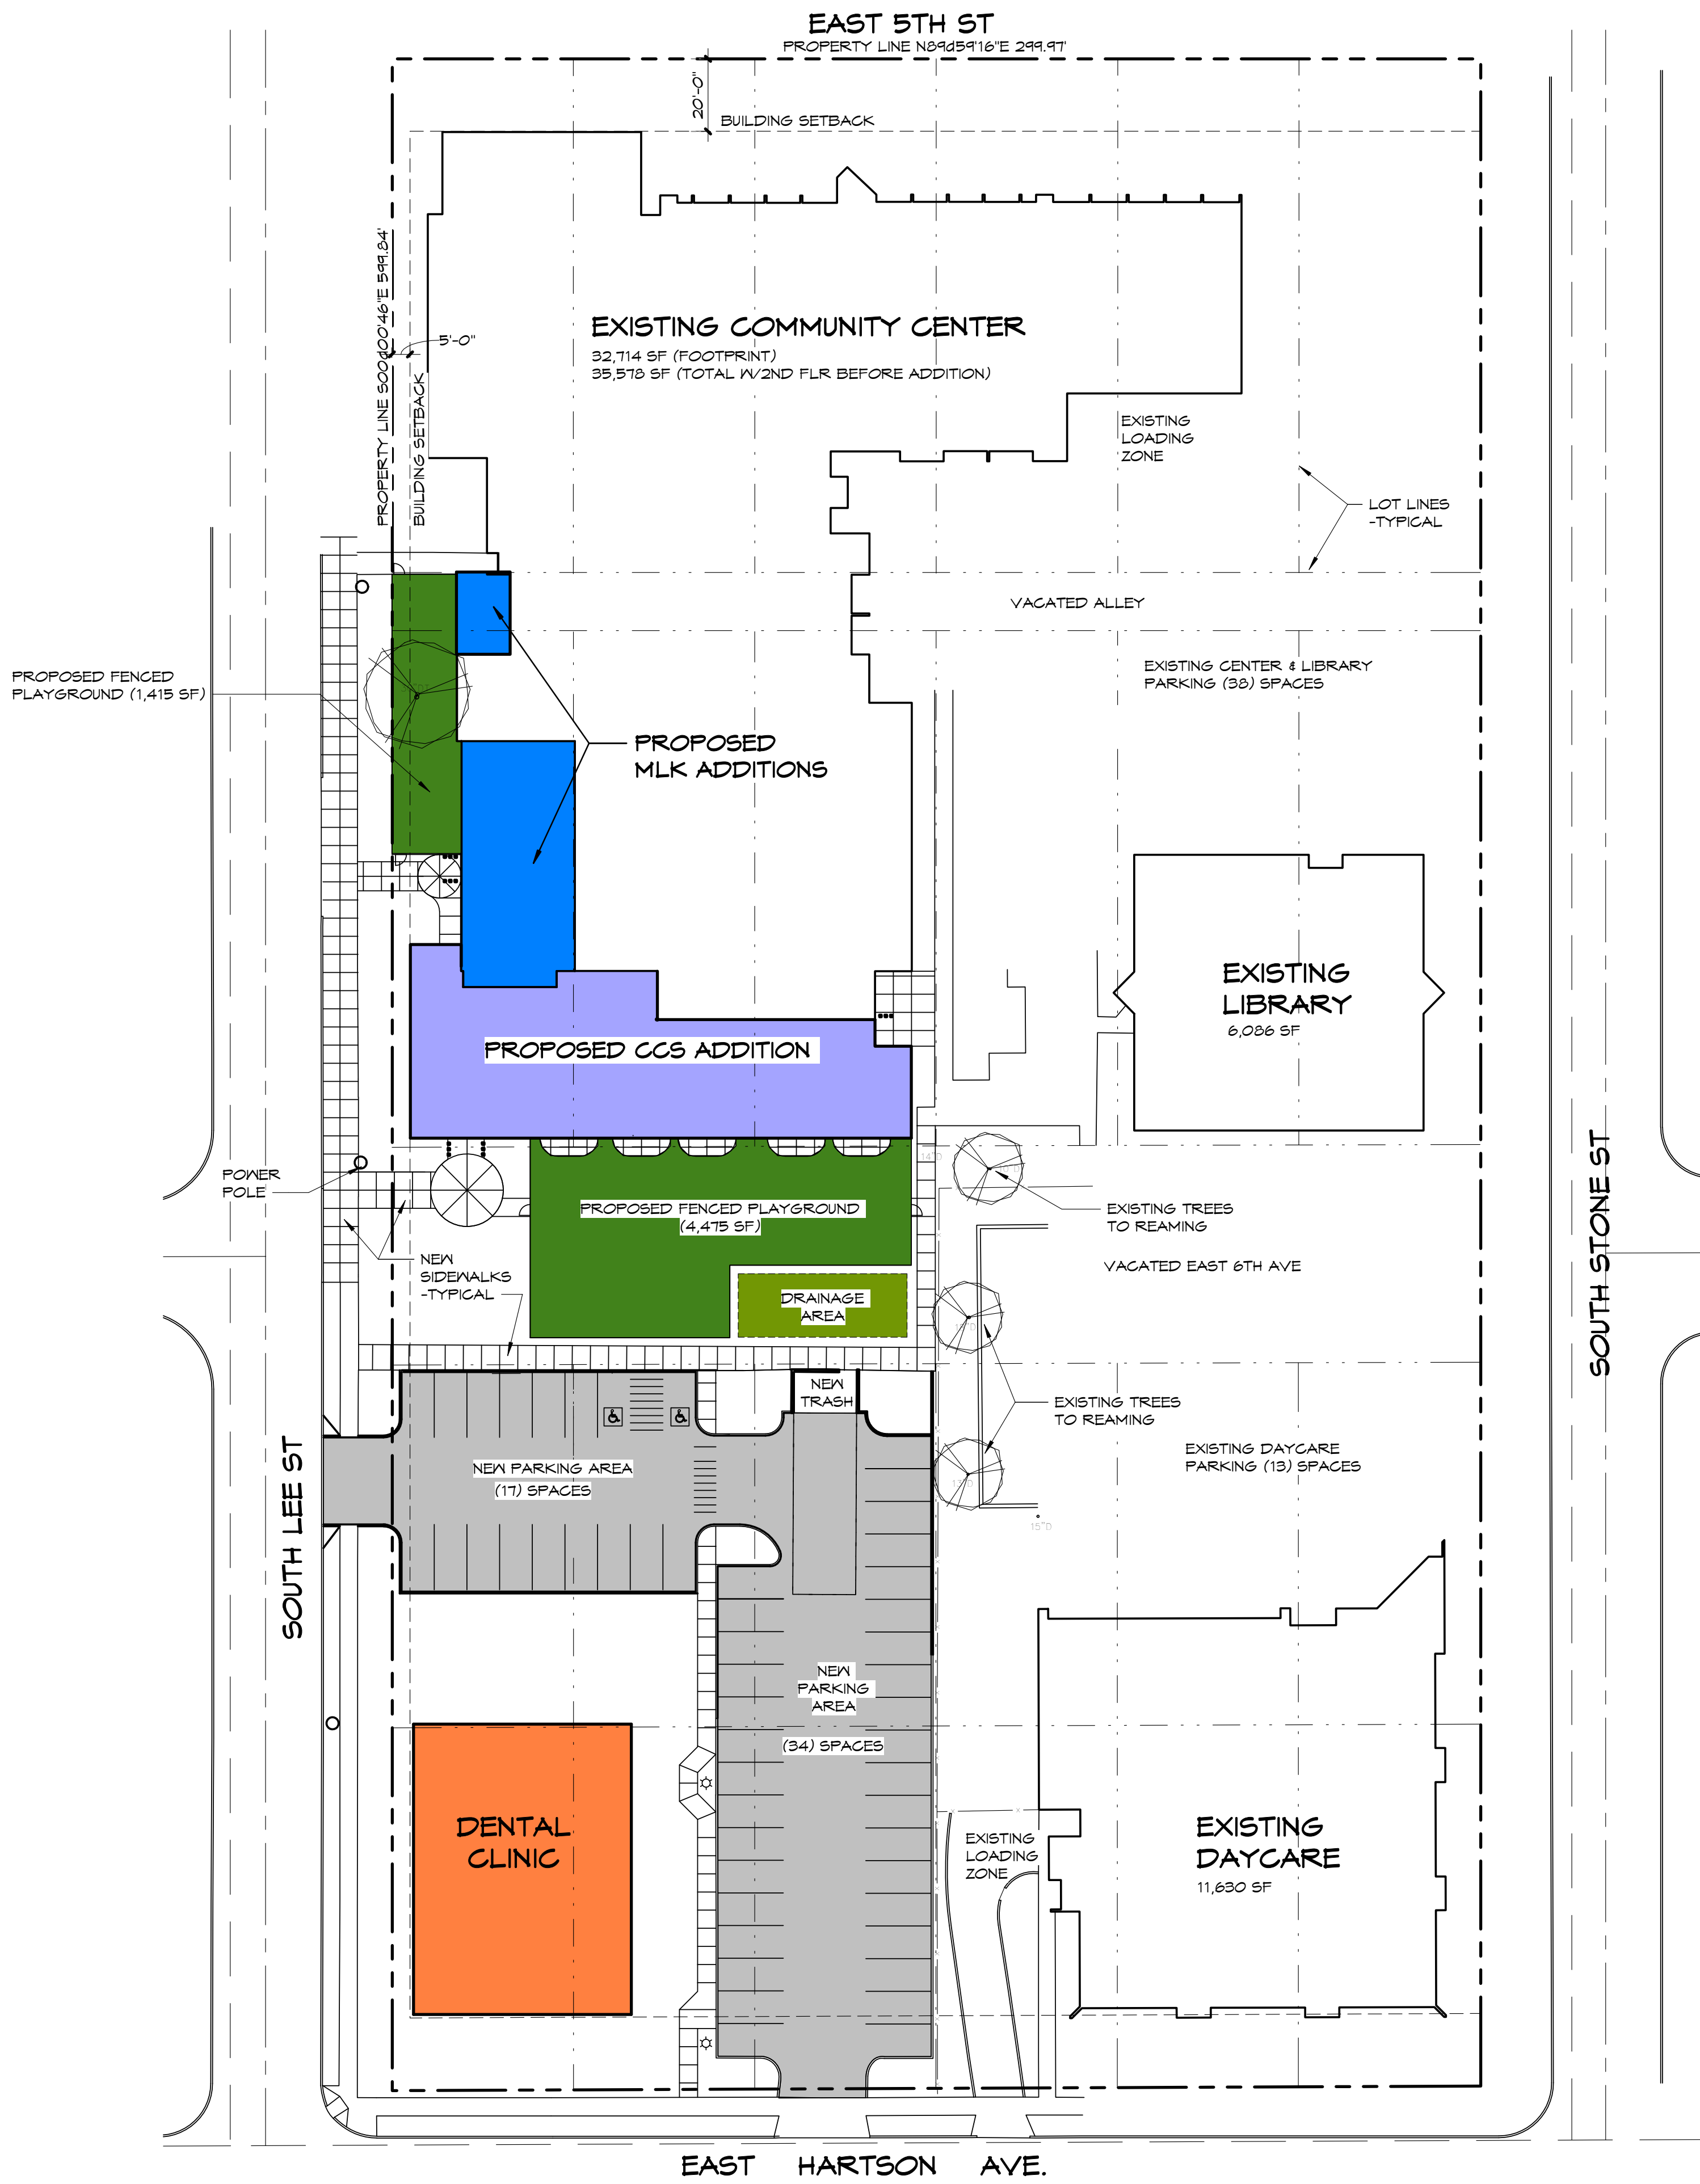 EAST 5TH ST
PROPERTY LINE N89d59'16"E 299.97'
20'-0"
BUILDING SETBACK
PROPERTY LINE S00d00'46"E 599.84'
5'-0"
BUILDING SETBACK
EXISTING COMMUNITY CENTER
32,714 SF (FOOTPRINT)
35,578 SF (TOTAL W/2ND FLR BEFORE ADDITION)
EXISTING
LOADING
ZONE
LOT LINES
-TYPICAL
VACATED ALLEY
EXISTING CENTER & LIBRARY
PARKING (38) SPACES
PROPOSED FENCED
PLAYGROUND (1,415 SF)
PROPOSED
MLK ADDITIONS
EXISTING
LIBRARY
6,086 SF
PROPOSED CCS ADDITION
POWER
POLE
14"D
PROPOSED FENCED PLAYGROUND
(4,475 SF)
EXISTING TREES
TO REAMING
NEW
SIDEWALKS
-TYPICAL
VACATED EAST 6TH AVE
DRAINAGE
AREA
SOUTH STONE ST
NEW
TRASH
EXISTING TREES
TO REAMING
SOUTH LEE ST
NEW PARKING AREA
(17) SPACES
EXISTING DAYCARE
PARKING (13) SPACES
15"D
NEW
PARKING
AREA
(34) SPACES
DENTAL
CLINIC
EXISTING
LOADING
ZONE
EXISTING
DAYCARE
11,630 SF
EAST HARTSON AVE.